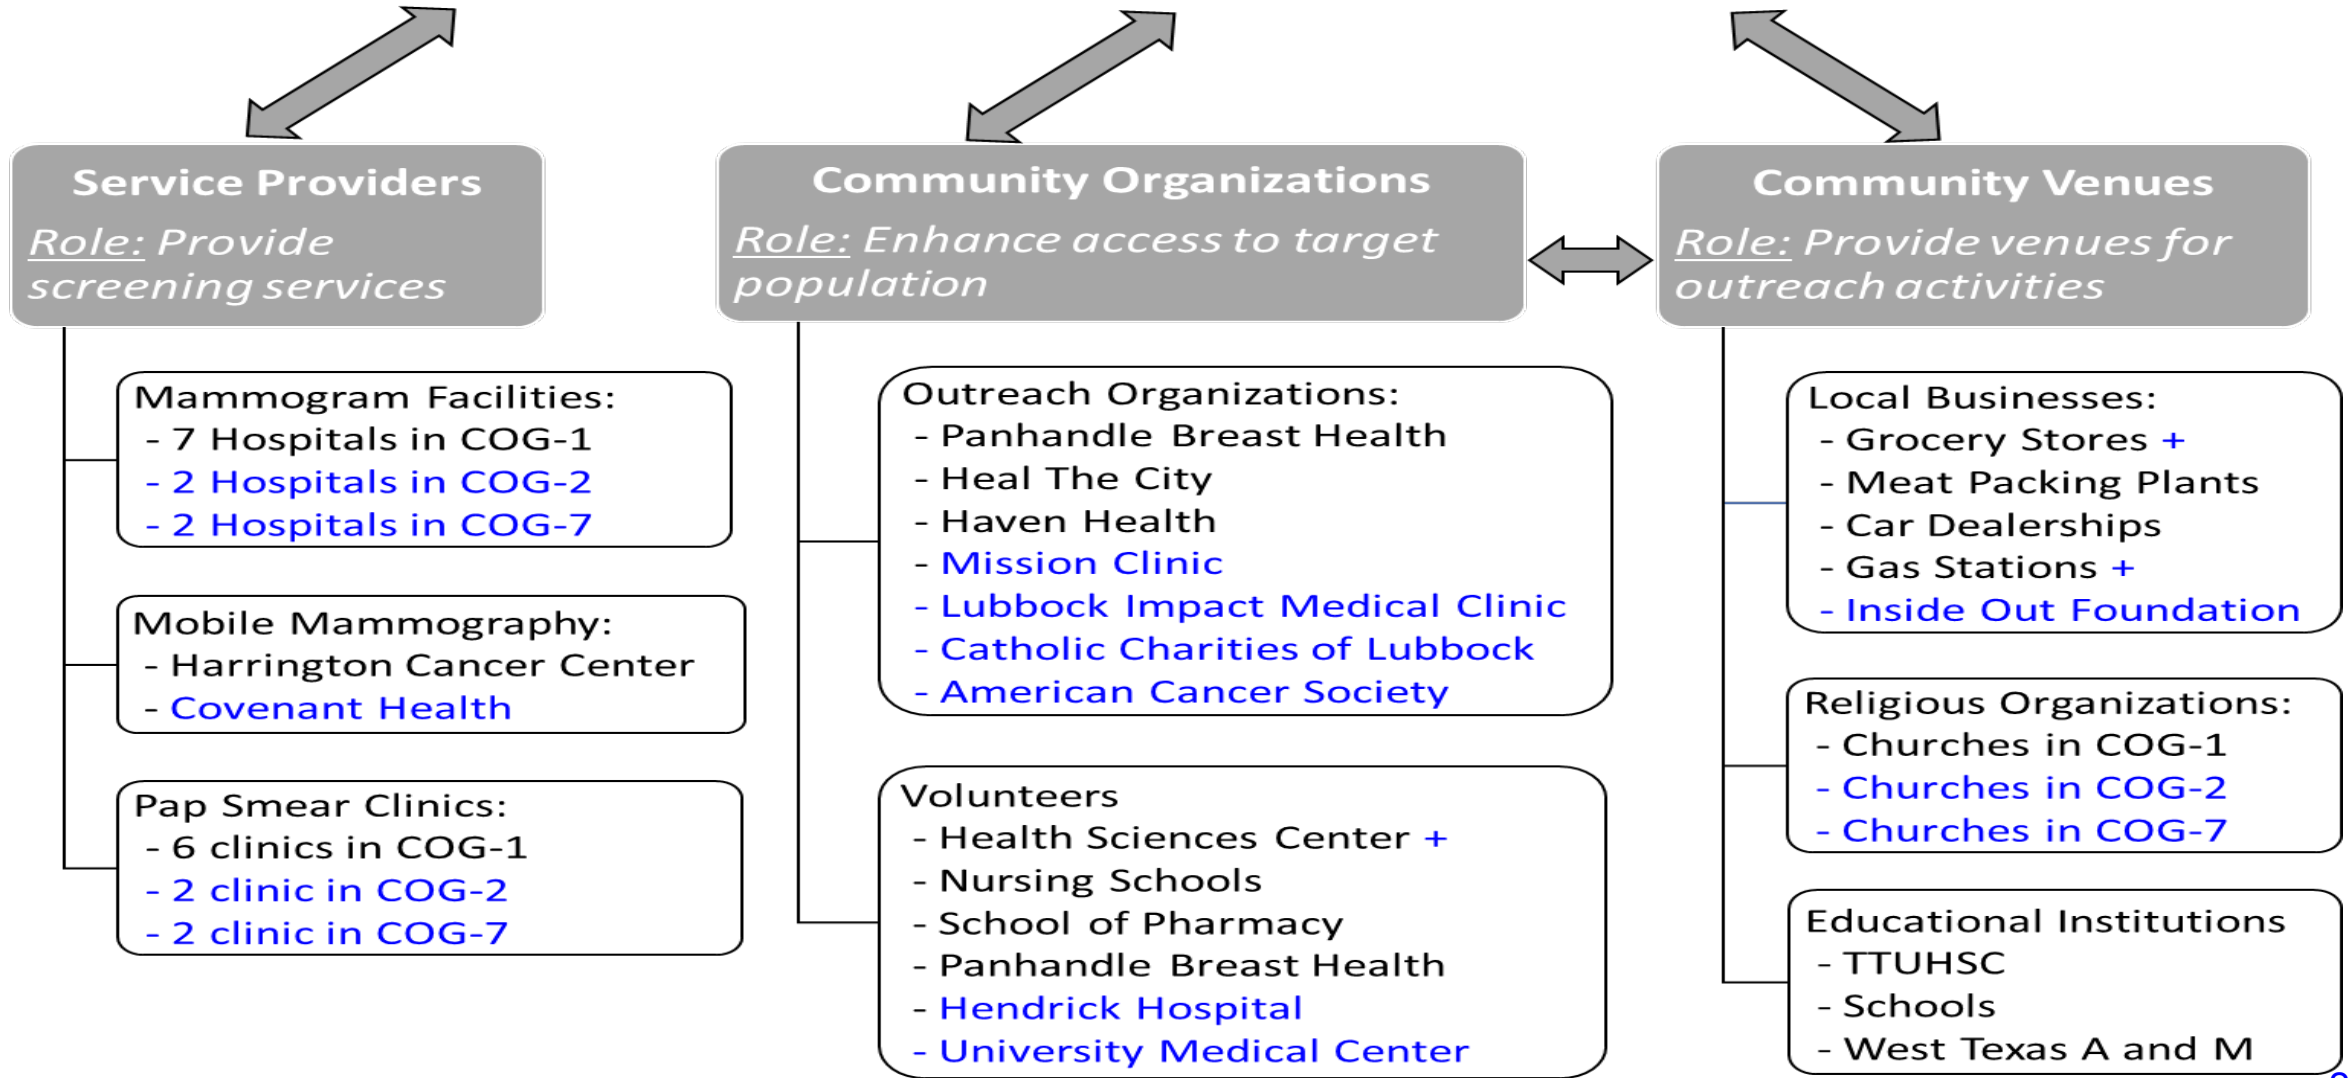 Service Providers
Role: Provide
screening services
Mammogram Facilities:
- 7 Hospitals in COG-1
- 2 Hospitals in COG-2
- 2 Hospitals in COG-7
Mobile Mammography:
- Harrington Cancer Center
- Covenant Health
Pap Smear Clinics:
- 6 clinics in COG-1
- 2 clinic in COG-2
- 2 clinic in COG-7
Community Organizations
Role: Enhance access to target
population
Outreach Organizations:
- Panhandle Breast Health
- Heal The City
- Haven Health
- Mission Clinic
- Lubbock Impact Medical Clinic
- Catholic Charities of Lubbock
- American Cancer Society
Volunteers
- Health Sciences Center +
- Nursing Schools
- School of Pharmacy
- Panhandle Breast Health
- Hendrick Hospital
- University Medical Center
Community Venues
Role: Provide venues for
outreach activities
Local Businesses:
- Grocery Stores +
- Meat Packing Plants
- Car Dealerships
- Gas Stations +
- Inside Out Foundation
Religious Organizations:
- Churches in COG-1
- Churches in COG-2
- Churches in COG-7
Educational Institutions
- TTUHSC
- Schools
- West Texas A and M